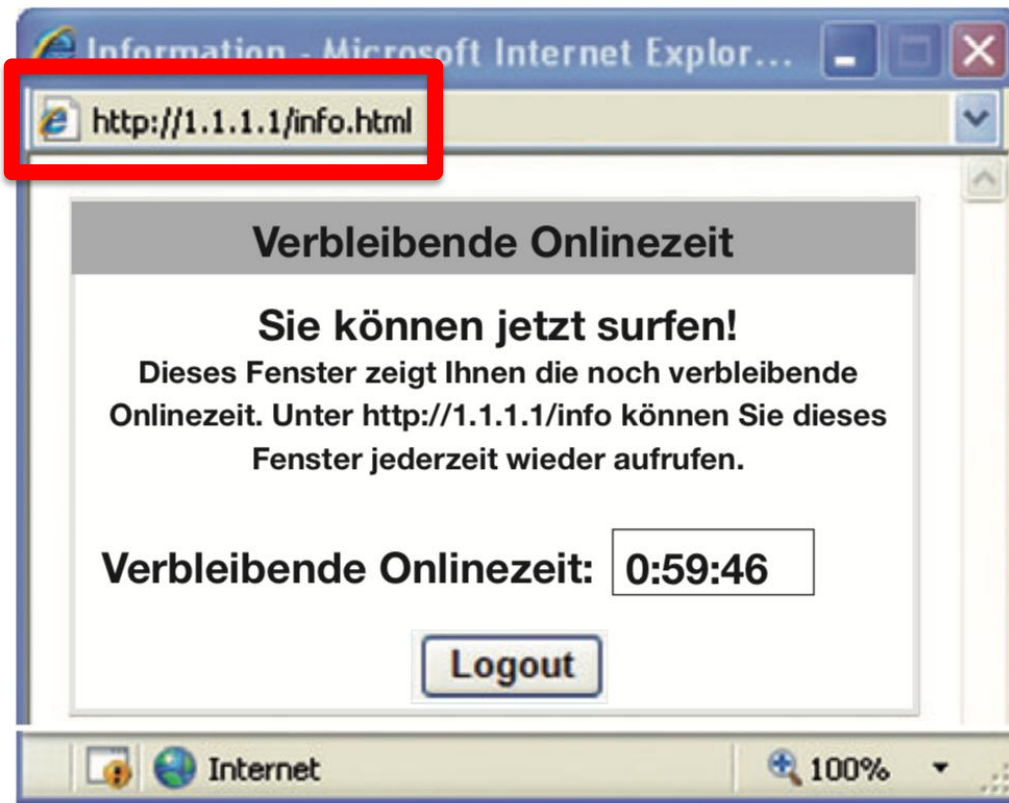 Information - Microsoft Internet Explor...
http://1.1.1.1/info.html
Verbleibende Onlinezeit
Sie können jetzt surfen!
Dieses Fenster zeigt Ihnen die noch verbleibende
Onlinezeit. Unter http://1.1.1.1/info können Sie dieses
Fenster jederzeit wieder aufrufen.
Verbleibende Onlinezeit: 0:59:46
Logout
Internet 100%